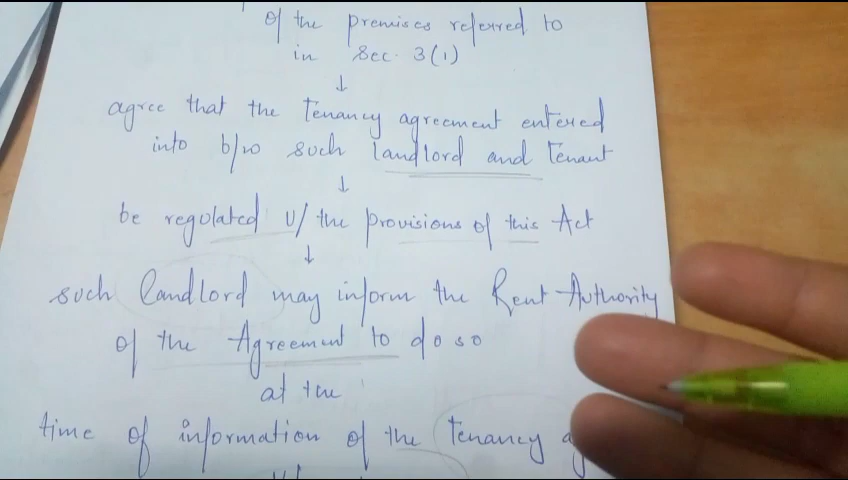 of the premises referred to
in Sec. 3(1)
↓
agree that the Tenancy agreement entered
into b/w such landlord and tenant
↓
be regulated u/ the provisions of this Act
↓
such landlord may inform the Rent Authority
of the Agreement to do so
at the
time of information of the tenancy